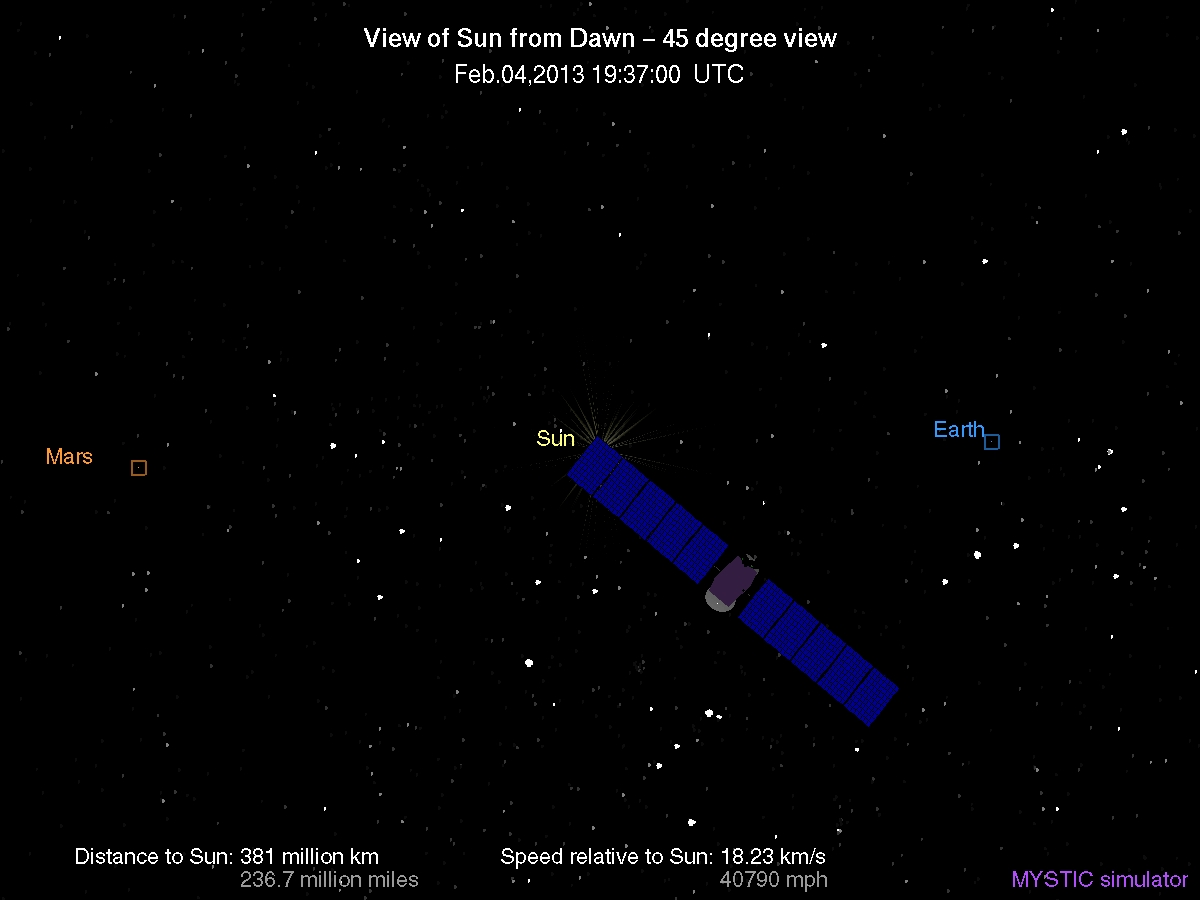 View of Sun from Dawn – 45 degree view
Feb.04,2013 19:37:00 UTC
Sun
Earth
Mars
Distance to Sun: 381 million km
236.7 million miles
Speed relative to Sun: 18.23 km/s
40790 mph
MYSTIC simulator